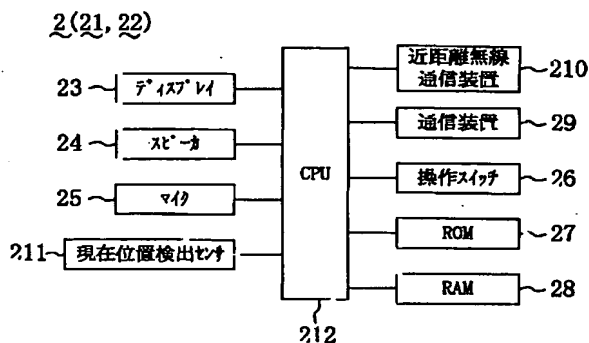 2(21, 22)
23
ディスプレイ
24
スピーカ
25
マイク
211
現在位置検出センサ
CPU
212
近距離無線
通信装置
210
通信装置
29
操作スイッチ
26
ROM
27
RAM
28